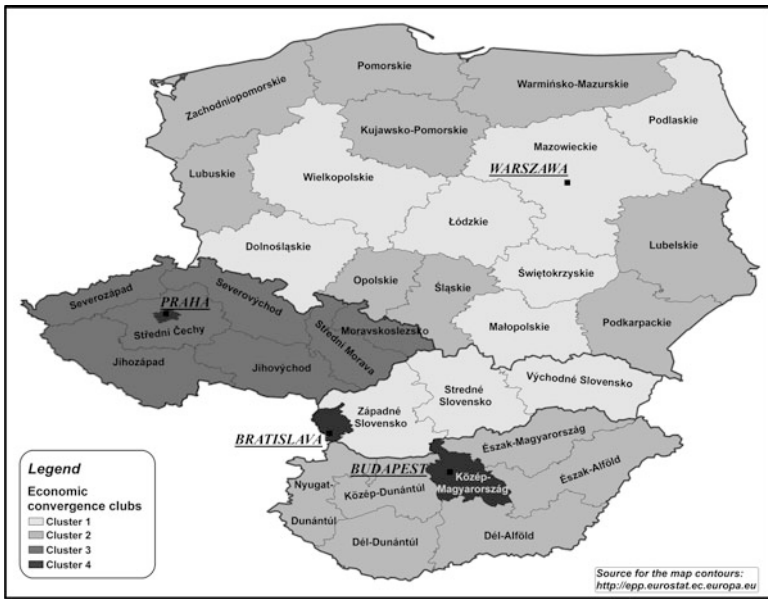 Pomorskie
Zachodniopomorskie
Warmińsko-Mazurskie
Podlaskie
Kujawsko-Pomorskie
Mazowieckie
WARSZAWA
Lubuskie
Wielkopolskie
Łódzkie
Dolnośląskie
Lubelskie
Świętokrzyskie
Opolskie
Śląskie
Severozápad
Severovýchod
PRAHA
Střední Čechy
Střední Morava
Moravskoslezsko
Małopolskie
Podkarpackie
Jihozápad
Jihovýchod
Východné Slovensko
Stredné
Slovensko
Západné
Slovensko
BRATISLAVA
Észak-Magyarország
BUDAPEST
Közép-
Magyarország
Észak-Alföld
Nyugat-
Dunántúl
Közép-Dunántúl
Dél-Dunántúl
Dél-Alföld
Legend
Economic
convergence clubs
Cluster 1
Cluster 2
Cluster 3
Cluster 4
Source for the map contours:
http://epp.eurostat.ec.europa.eu